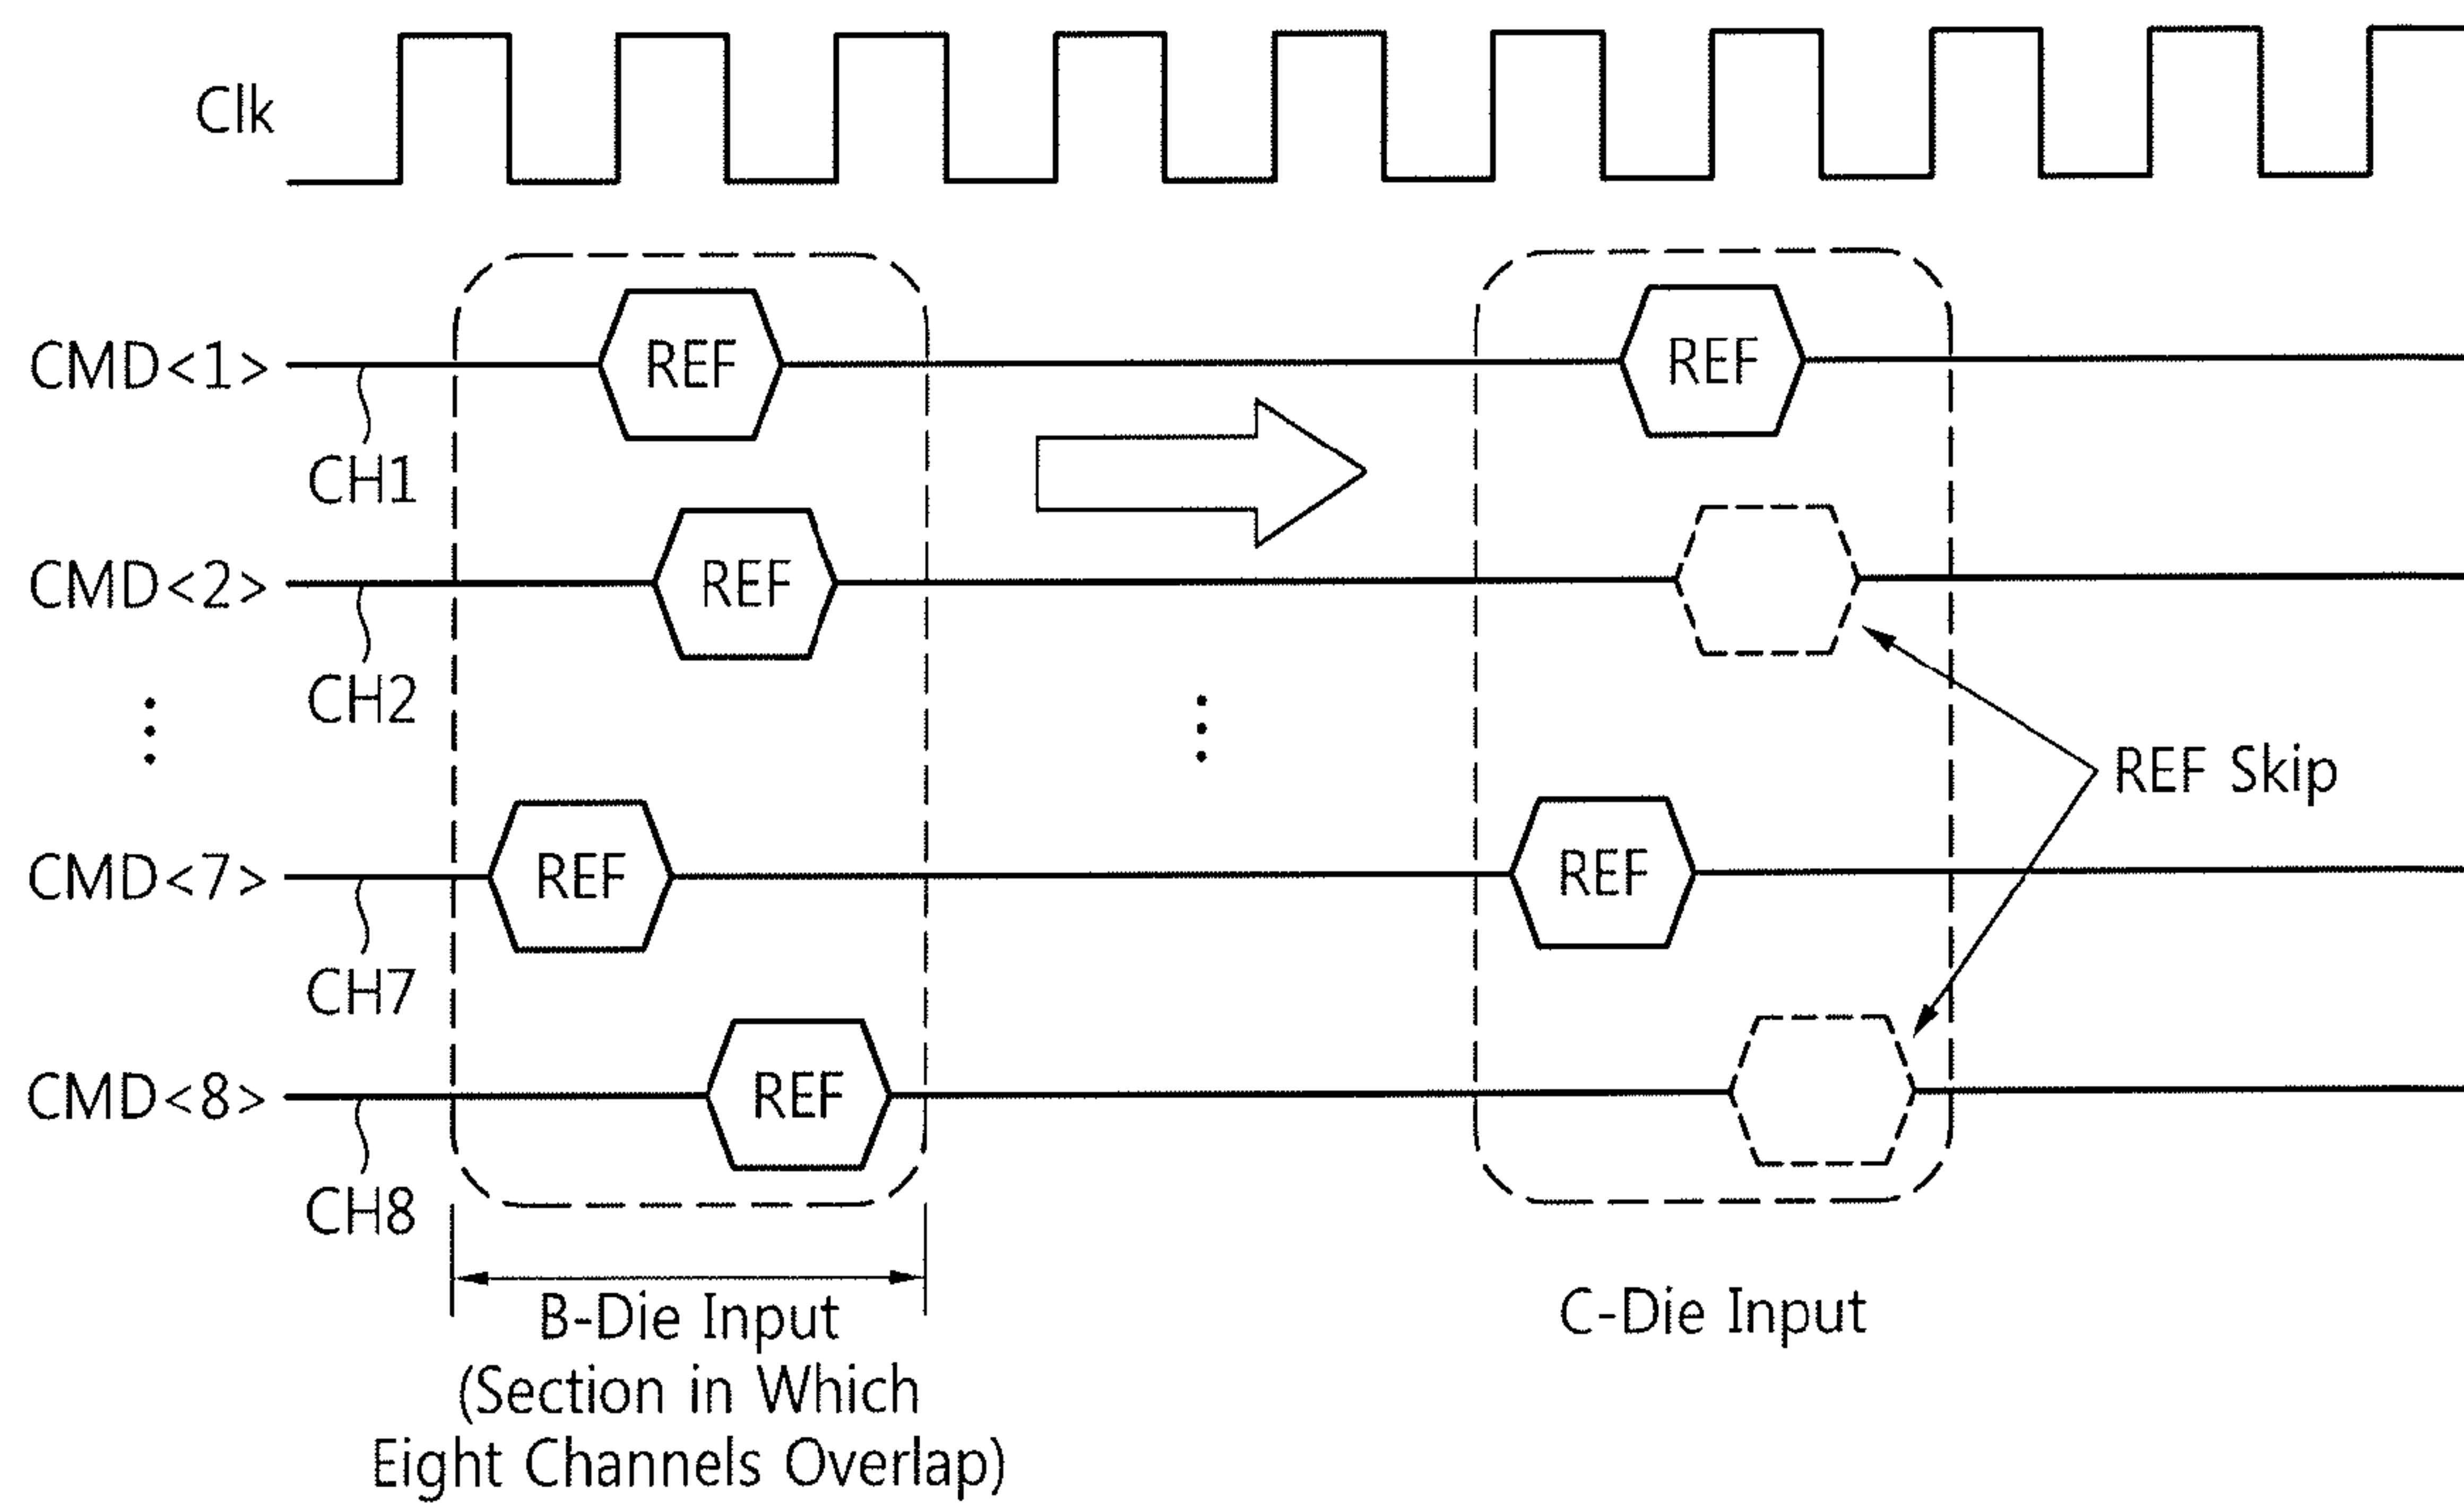 Clk
CMD<1>
REF
REF
CH1
CMD<2>
REF
CH2
REF Skip
CMD<7>
REF
REF
CH7
CMD<8>
REF
CH8
B-Die Input
(Section in Which
Eight Channels Overlap)
C-Die Input